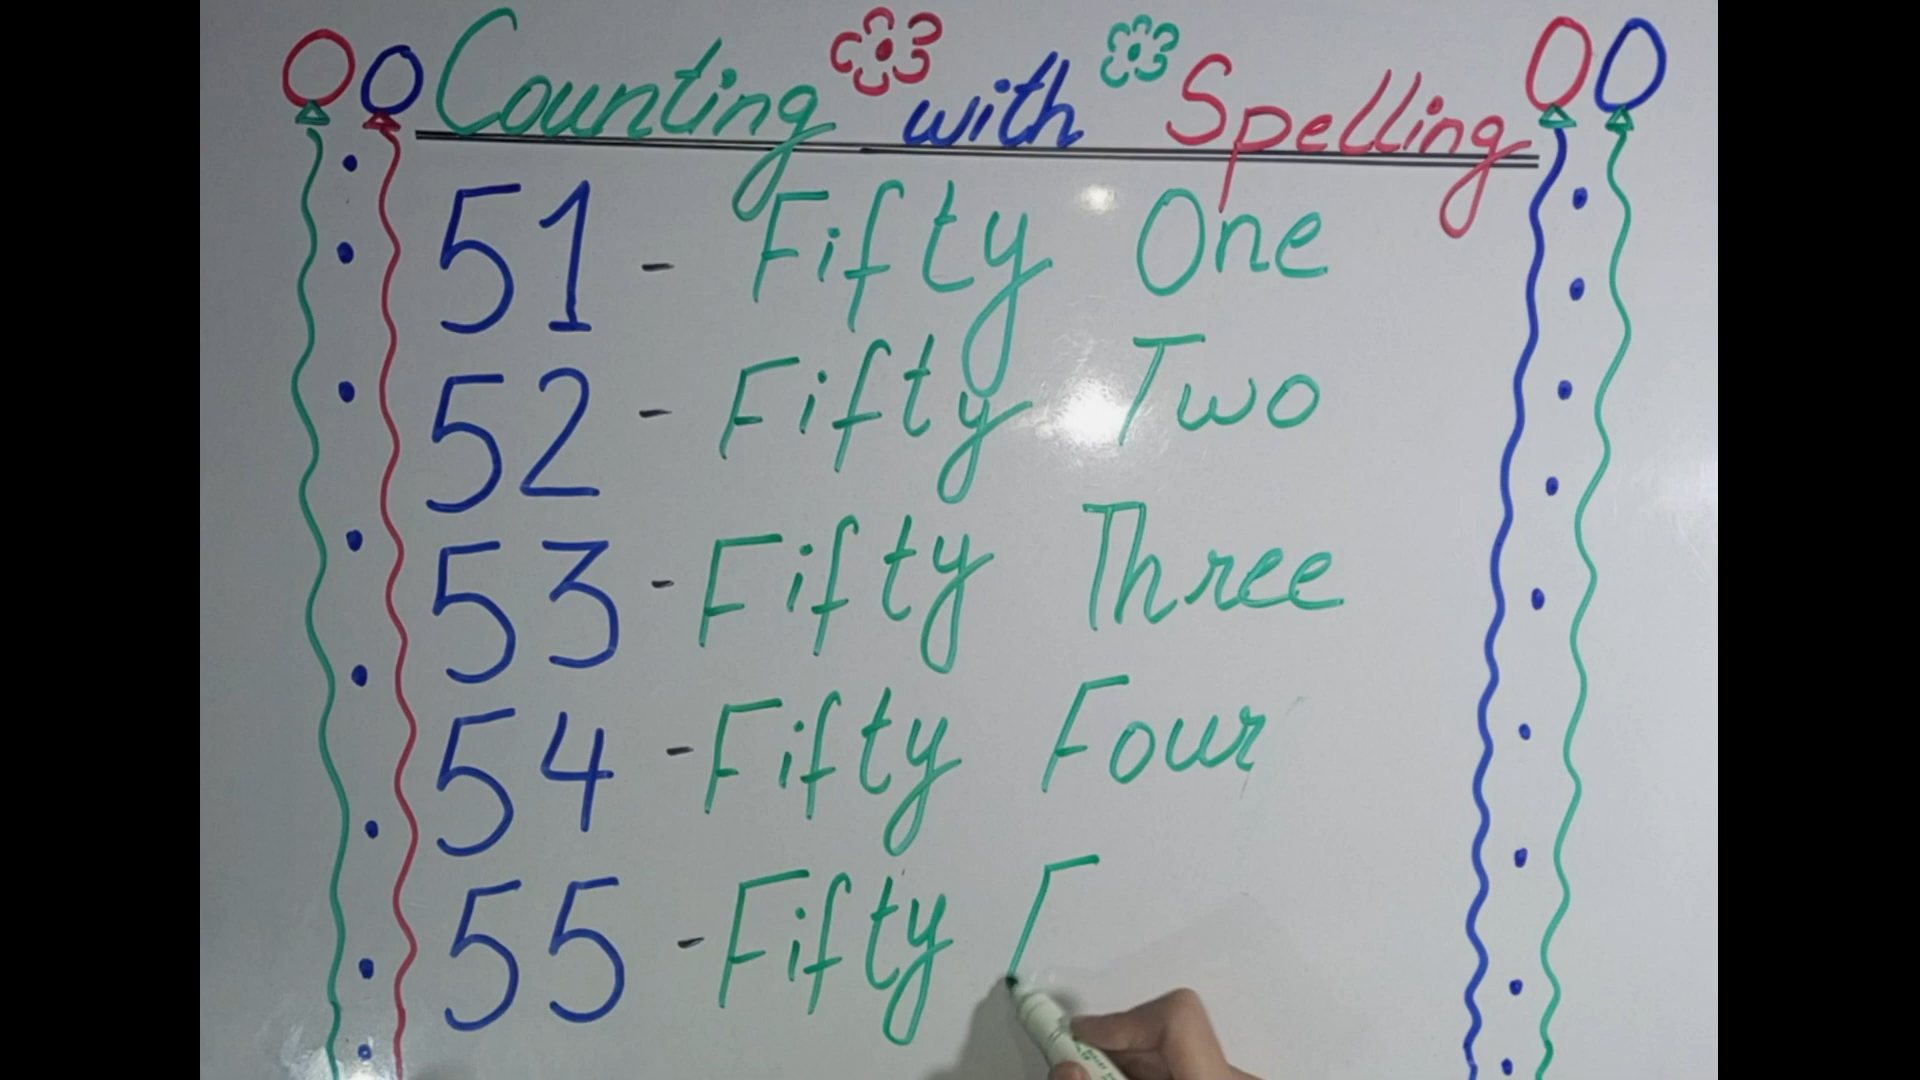 Counting with Spelling
51 - Fifty One
52 - Fifty Two
53 - Fifty Three
54 - Fifty Four
55 - Fifty